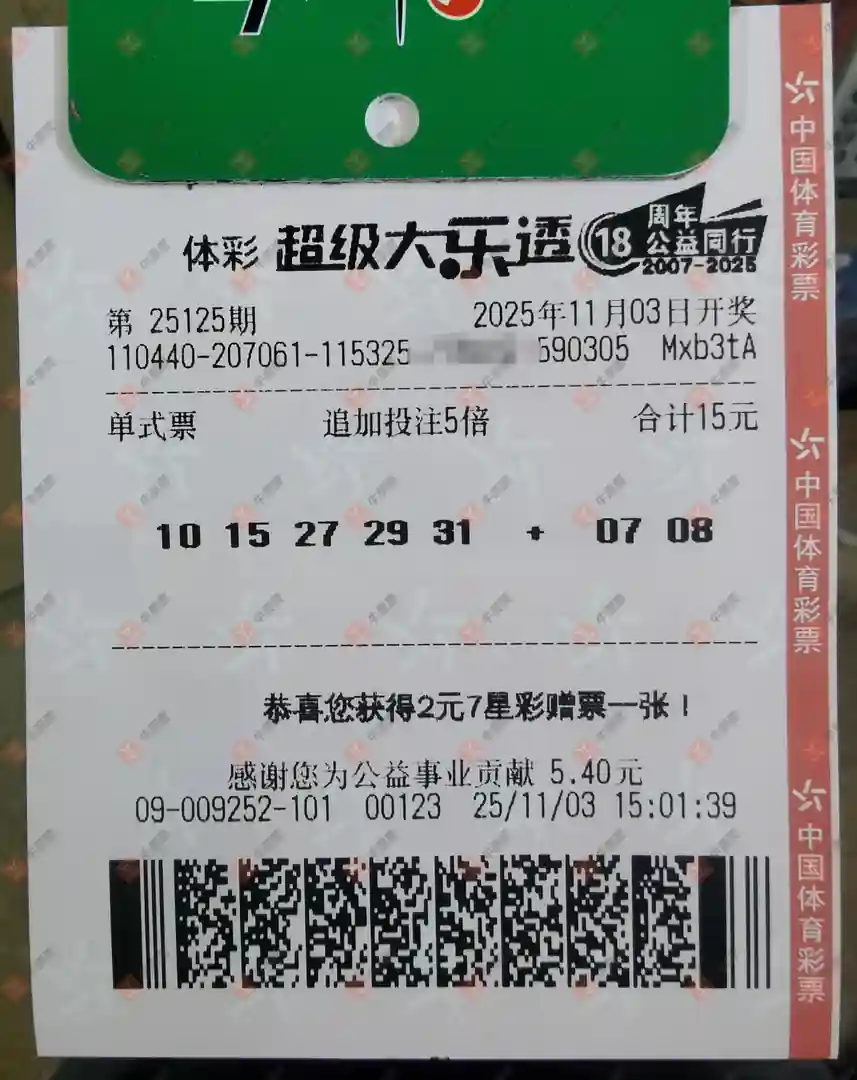 体彩 超级大乐透 18 周年 公益同行 2007-2025
第 25125期 2025年11月03日开奖
110440-207061-115325 590305 Mxb3tA
单式票 追加投注5倍 合计15元
10 15 27 29 31 + 07 08
恭喜您获得2元7星彩赠票一张！
感谢您为公益事业贡献 5.40元
09-009252-101 00123 25/11/03 15:01:39
中国体育彩票
中国体育彩票
中国体育彩票